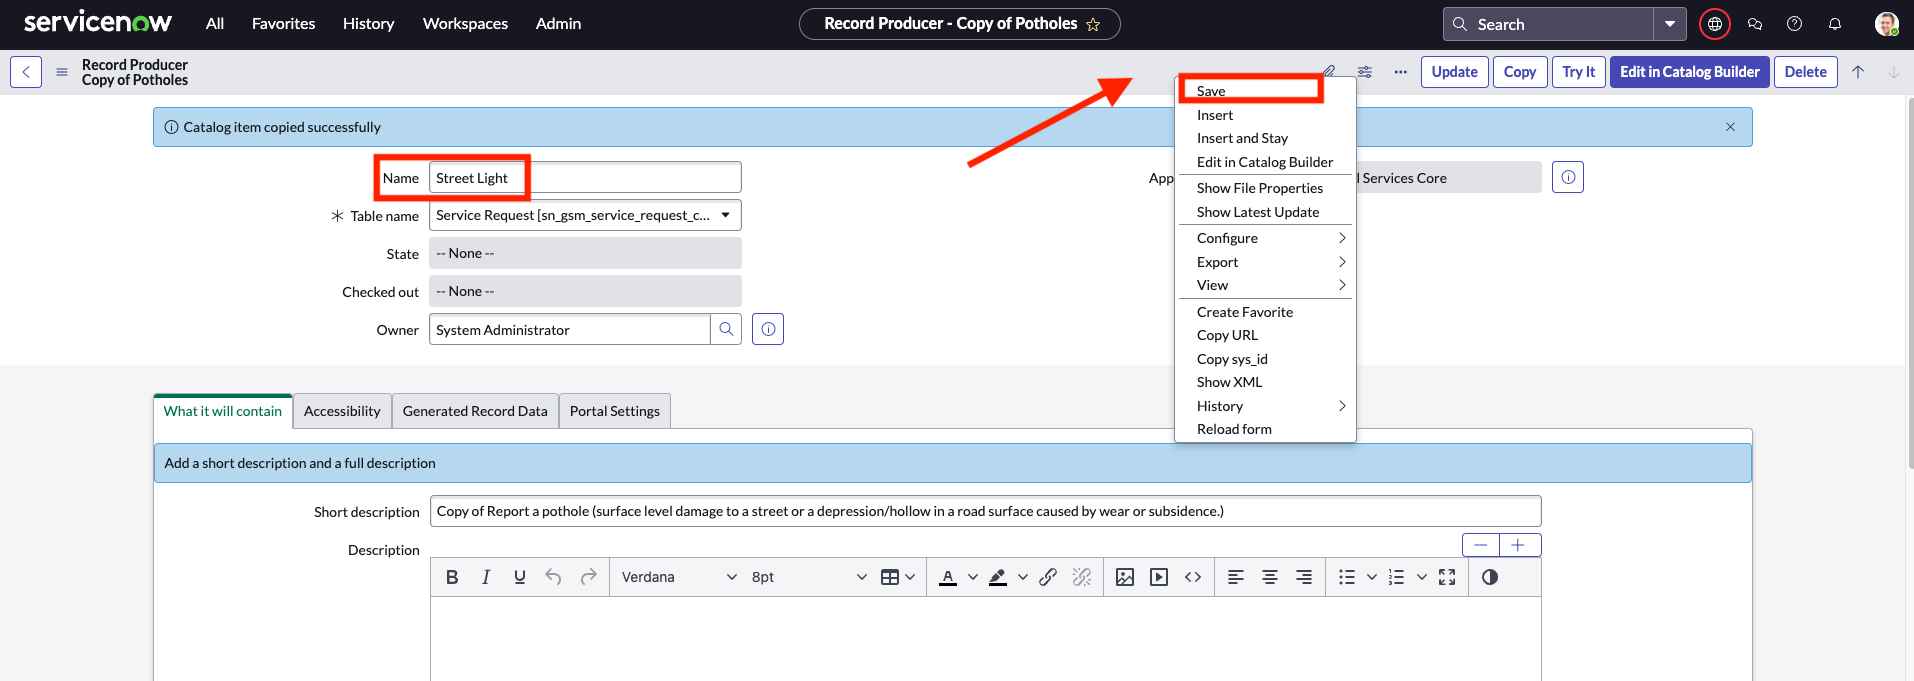 servicenow
All
Favorites
History
Workspaces
Admin
Record Producer - Copy of Potholes
Search
Record Producer
Copy of Potholes
Update
Copy
Try It
Edit in Catalog Builder
Delete
Catalog item copied successfully
Name
Street Light
Table name
Service Request [sn_gsm_service_request_c...
State
-- None --
Checked out
-- None --
Owner
System Administrator
App
l Services Core
Save
Insert
Insert and Stay
Edit in Catalog Builder
Show File Properties
Show Latest Update
Configure
Export
View
Create Favorite
Copy URL
Copy sys_id
Show XML
History
Reload form
What it will contain
Accessibility
Generated Record Data
Portal Settings
Add a short description and a full description
Short description
Copy of Report a pothole (surface level damage to a street or a depression/hollow in a road surface caused by wear or subsidence.)
Description
B I U
Verdana
8pt
A